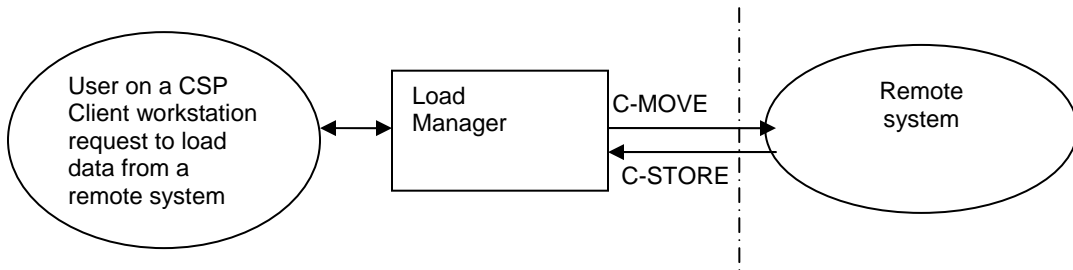 User on a CSP
Client workstation
request to load
data from a
remote system
Load
Manager
C-MOVE
C-STORE
Remote
system